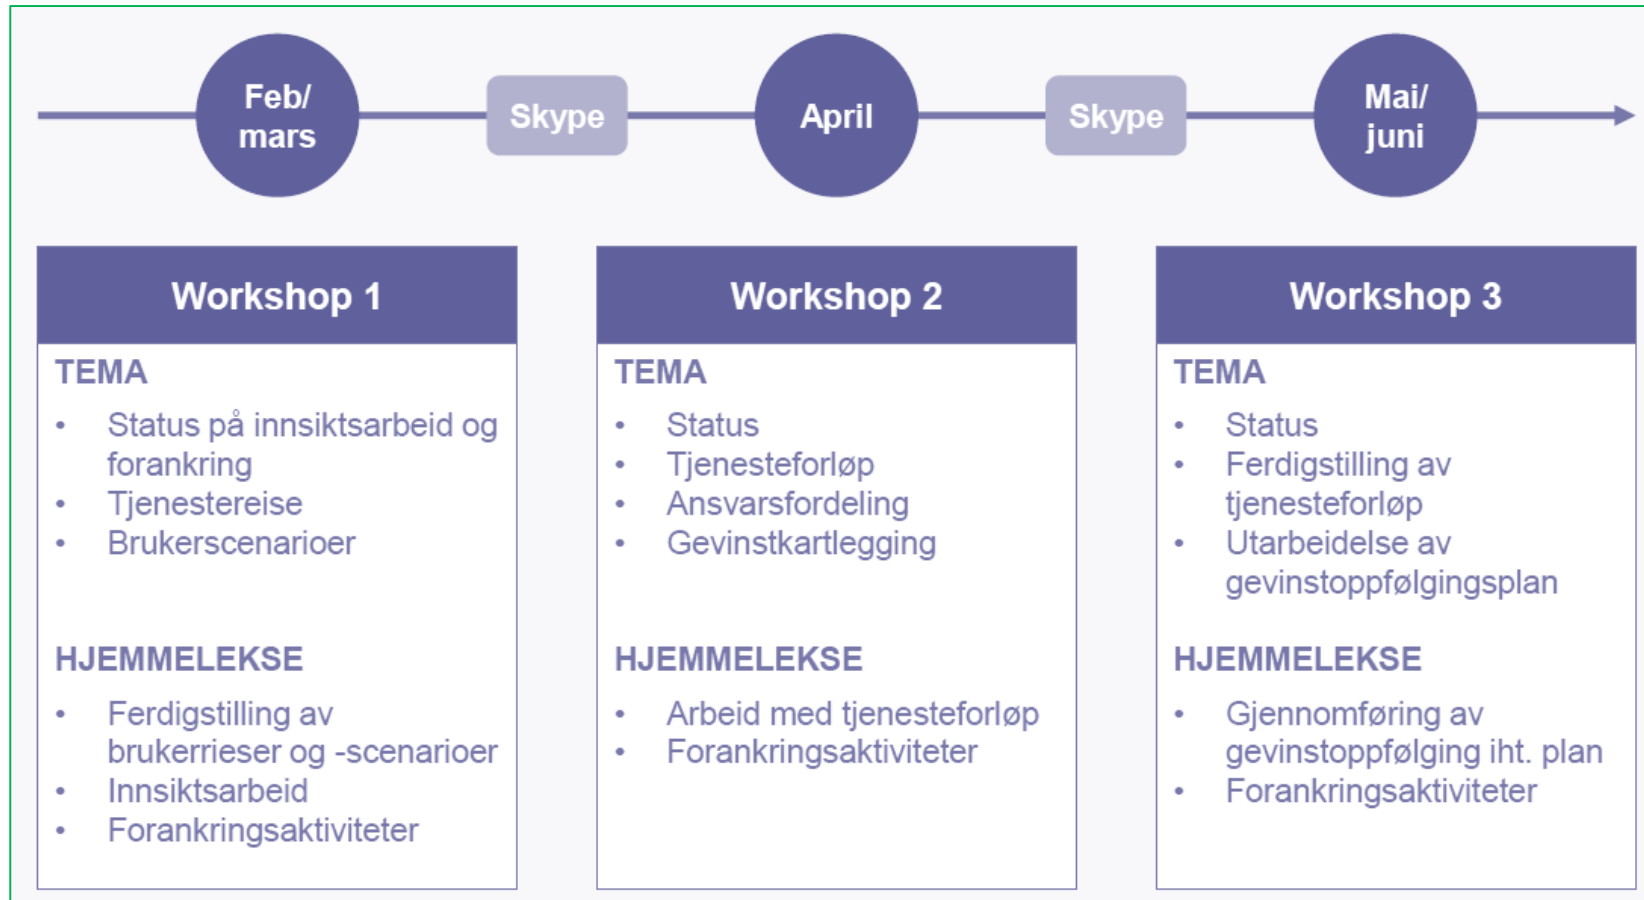 Feb/
mars
Skype
April
Skype
Mai/
juni
Workshop 1
TEMA
• Status på innsiktsarbeid og
forankring
• Tjenestereise
• Brukerscenarioer
HJEMMELEKSE
• Ferdigstilling av
brukerrieser og -scenarioer
• Innsiktsarbeid
• Forankringsaktiviteter
Workshop 2
TEMA
• Status
• Tjenesteforløp
• Ansvarsfordeling
• Gevinstkartlegging
HJEMMELEKSE
• Arbeid med tjenesteforløp
• Forankringsaktiviteter
Workshop 3
TEMA
• Status
• Ferdigstilling av
tjenesteforløp
• Utarbeidelse av
gevinstoppfølgingsplan
HJEMMELEKSE
• Gjennomføring av
gevinstoppfølging iht. plan
• Forankringsaktiviteter